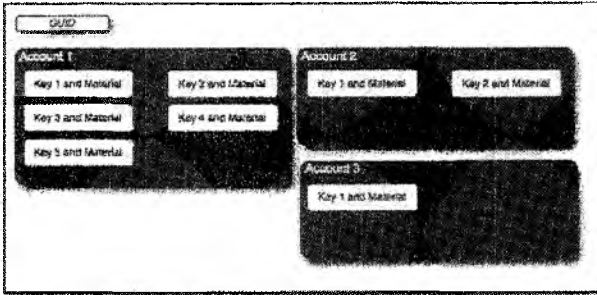 GUID
Account 1
Key 1 and Material
Key 2 and Material
Key 3 and Material
Key 4 and Material
Key 5 and Material
Account 2
Key 1 and Material
Key 2 and Material
Account 3
Key 1 and Material